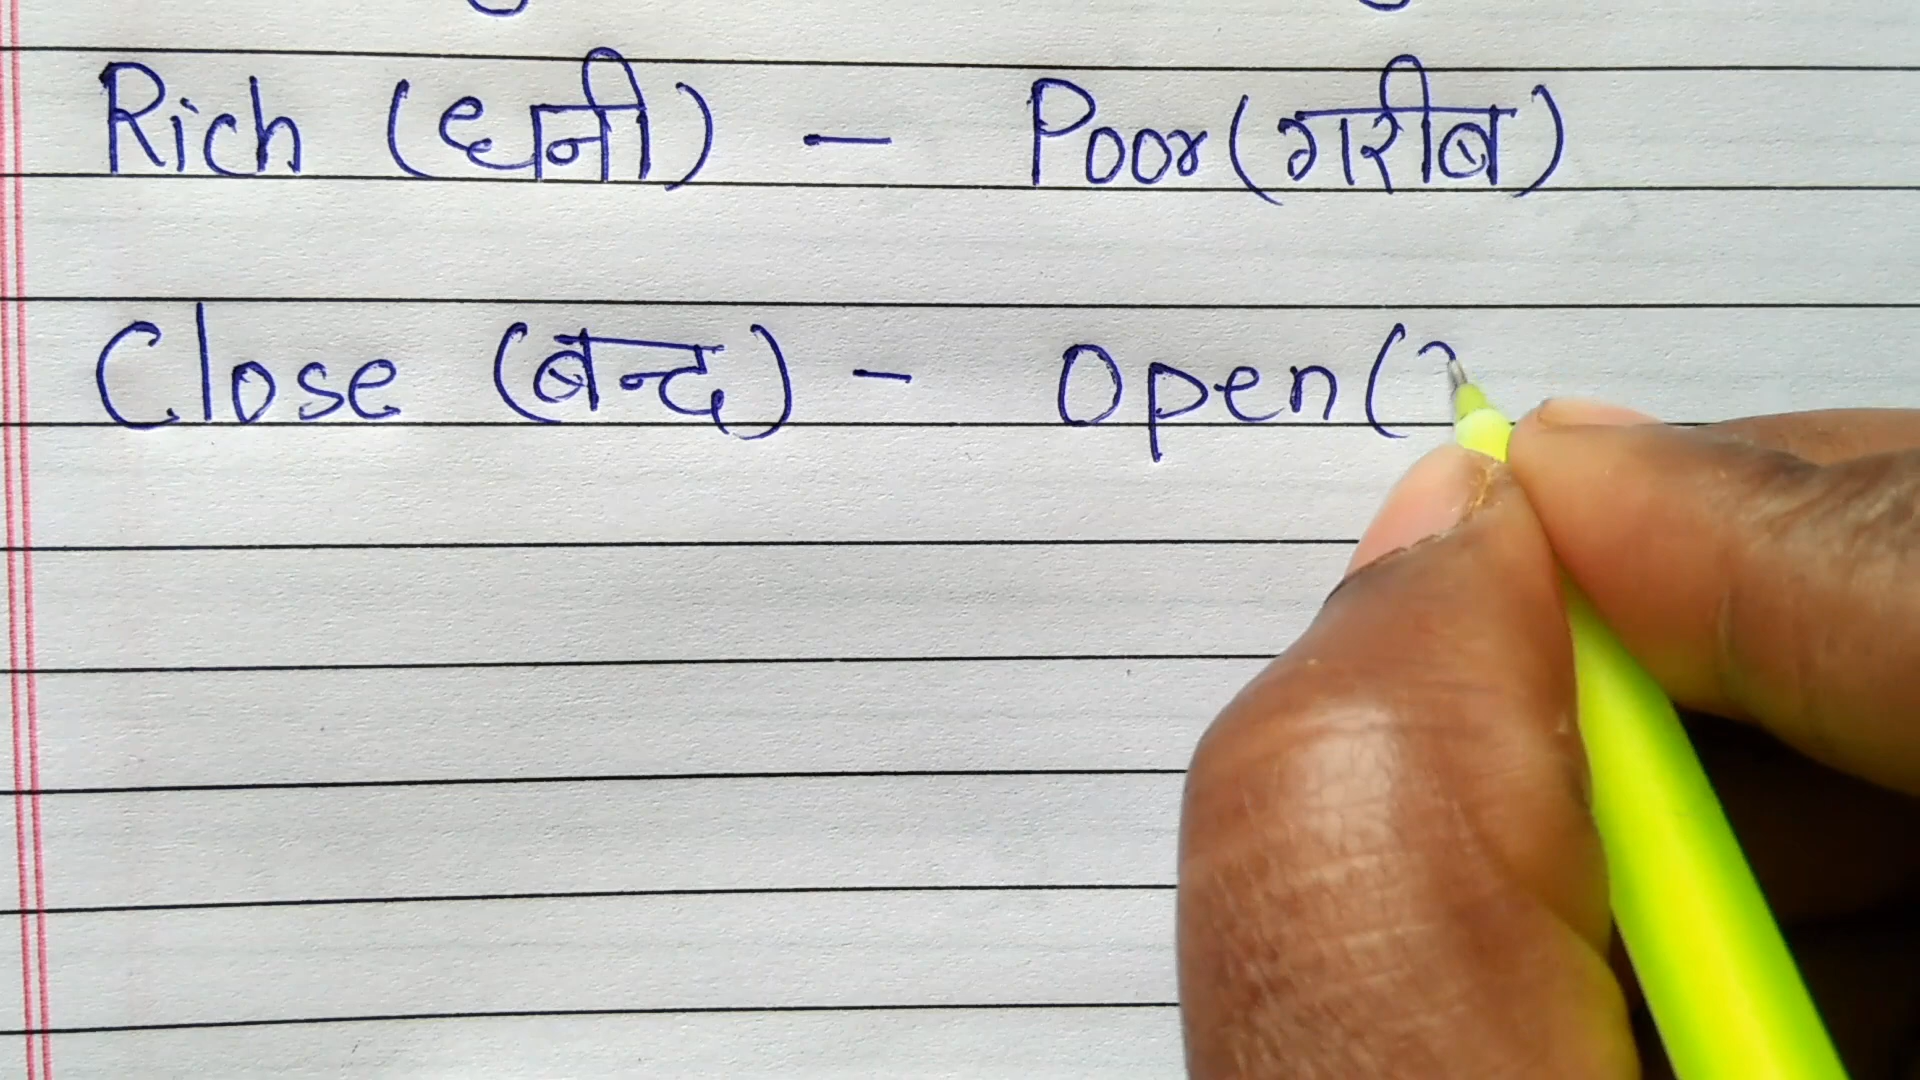 Rich (धनी) — Poor (गरीब)
Close (बन्द) - Open (